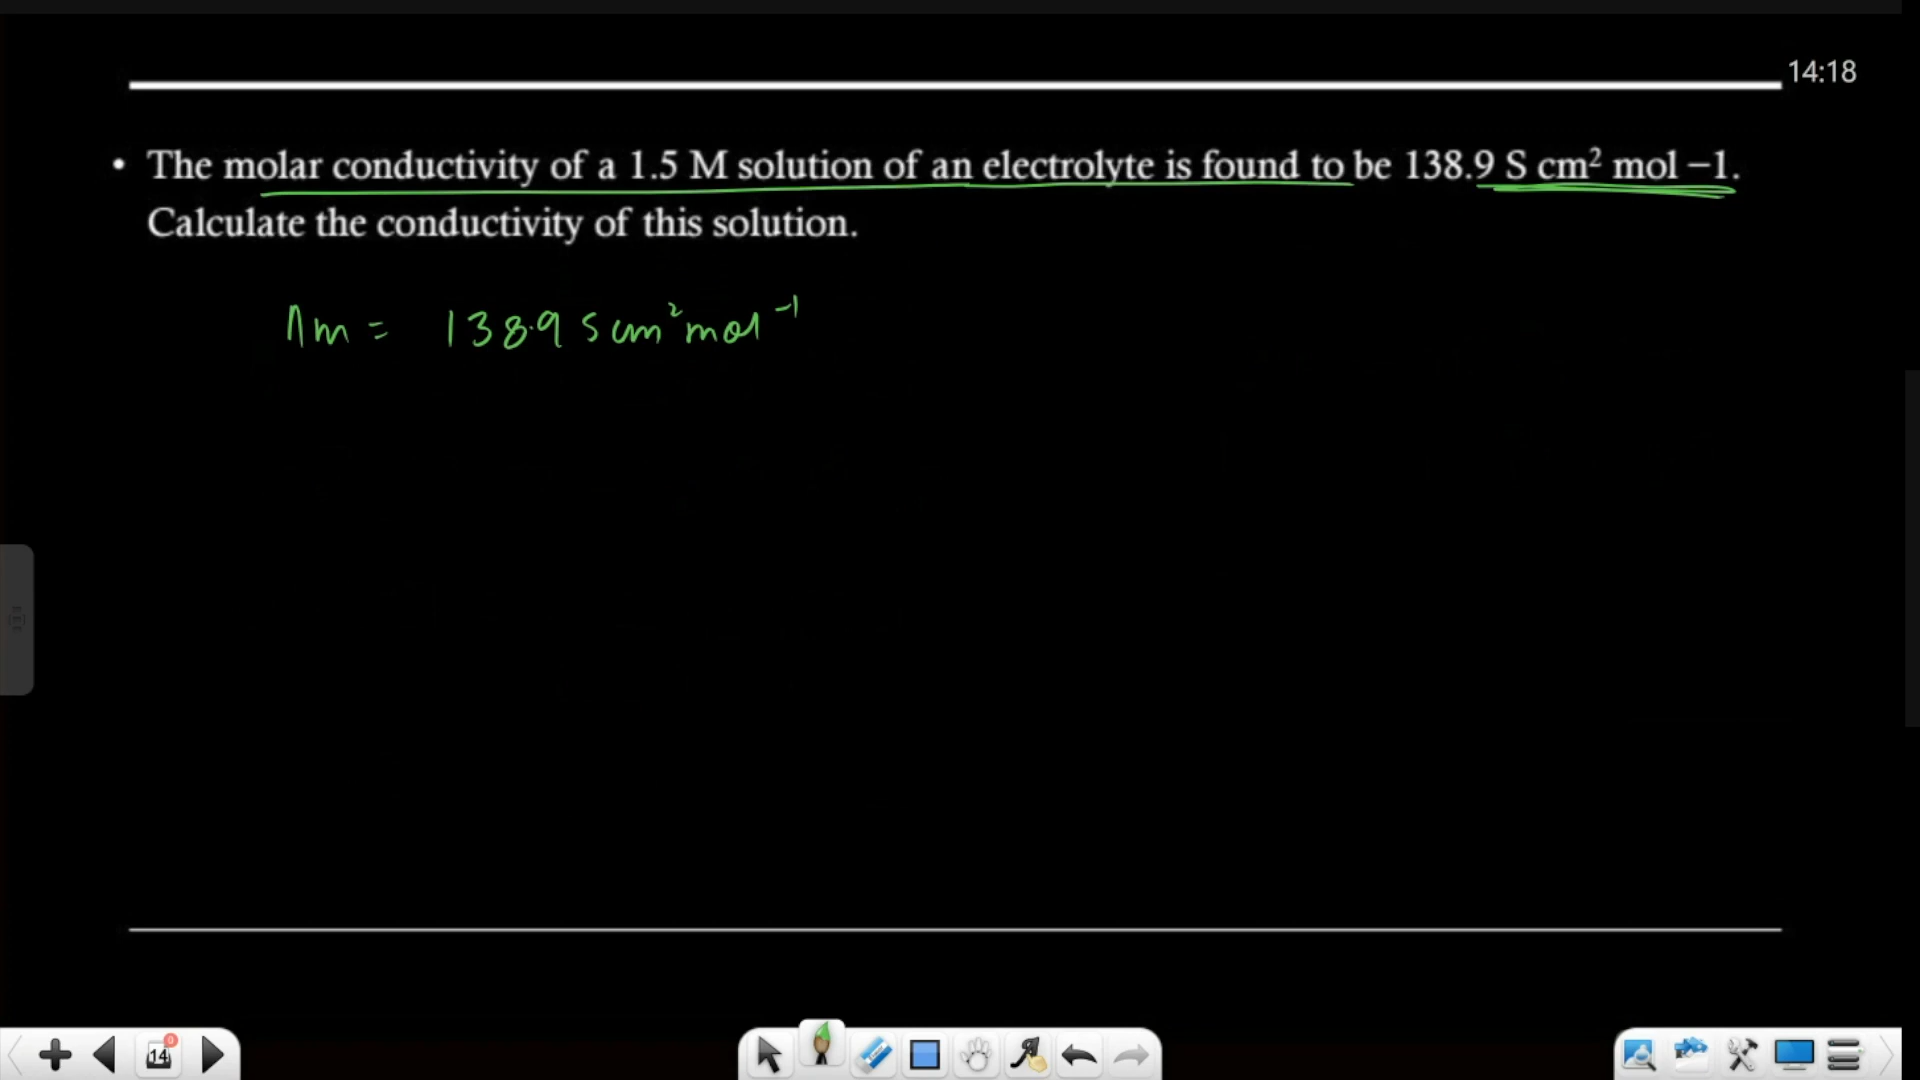 14:18
• The molar conductivity of a 1.5 M solution of an electrolyte is found to be 138.9 S cm² mol −1.
Calculate the conductivity of this solution.
Λm = 138.9 S cm² mol⁻¹
14
0